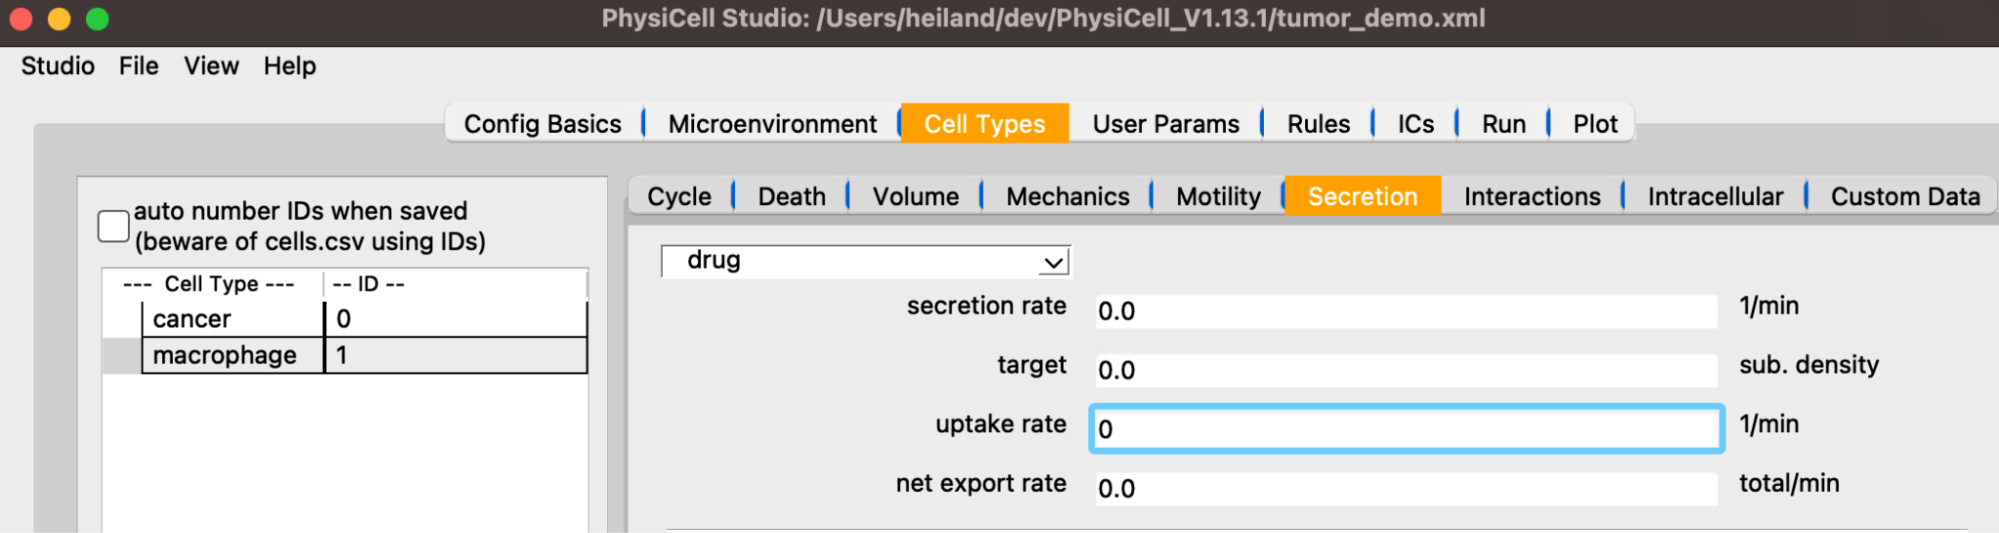 PhysiCell Studio: /Users/heiland/dev/PhysiCell_V1.13.1/tumor_demo.xml
Studio File View Help
Config Basics Microenvironment Cell Types User Params Rules ICs Run Plot
Cycle Death Volume Mechanics Motility Secretion Interactions Intracellular Custom Data
auto number IDs when saved
(beware of cells.csv using IDs)
--- Cell Type --- -- ID --
cancer 0
macrophage 1
drug
secretion rate 0.0 1/min
target 0.0 sub. density
uptake rate 0 1/min
net export rate 0.0 total/min